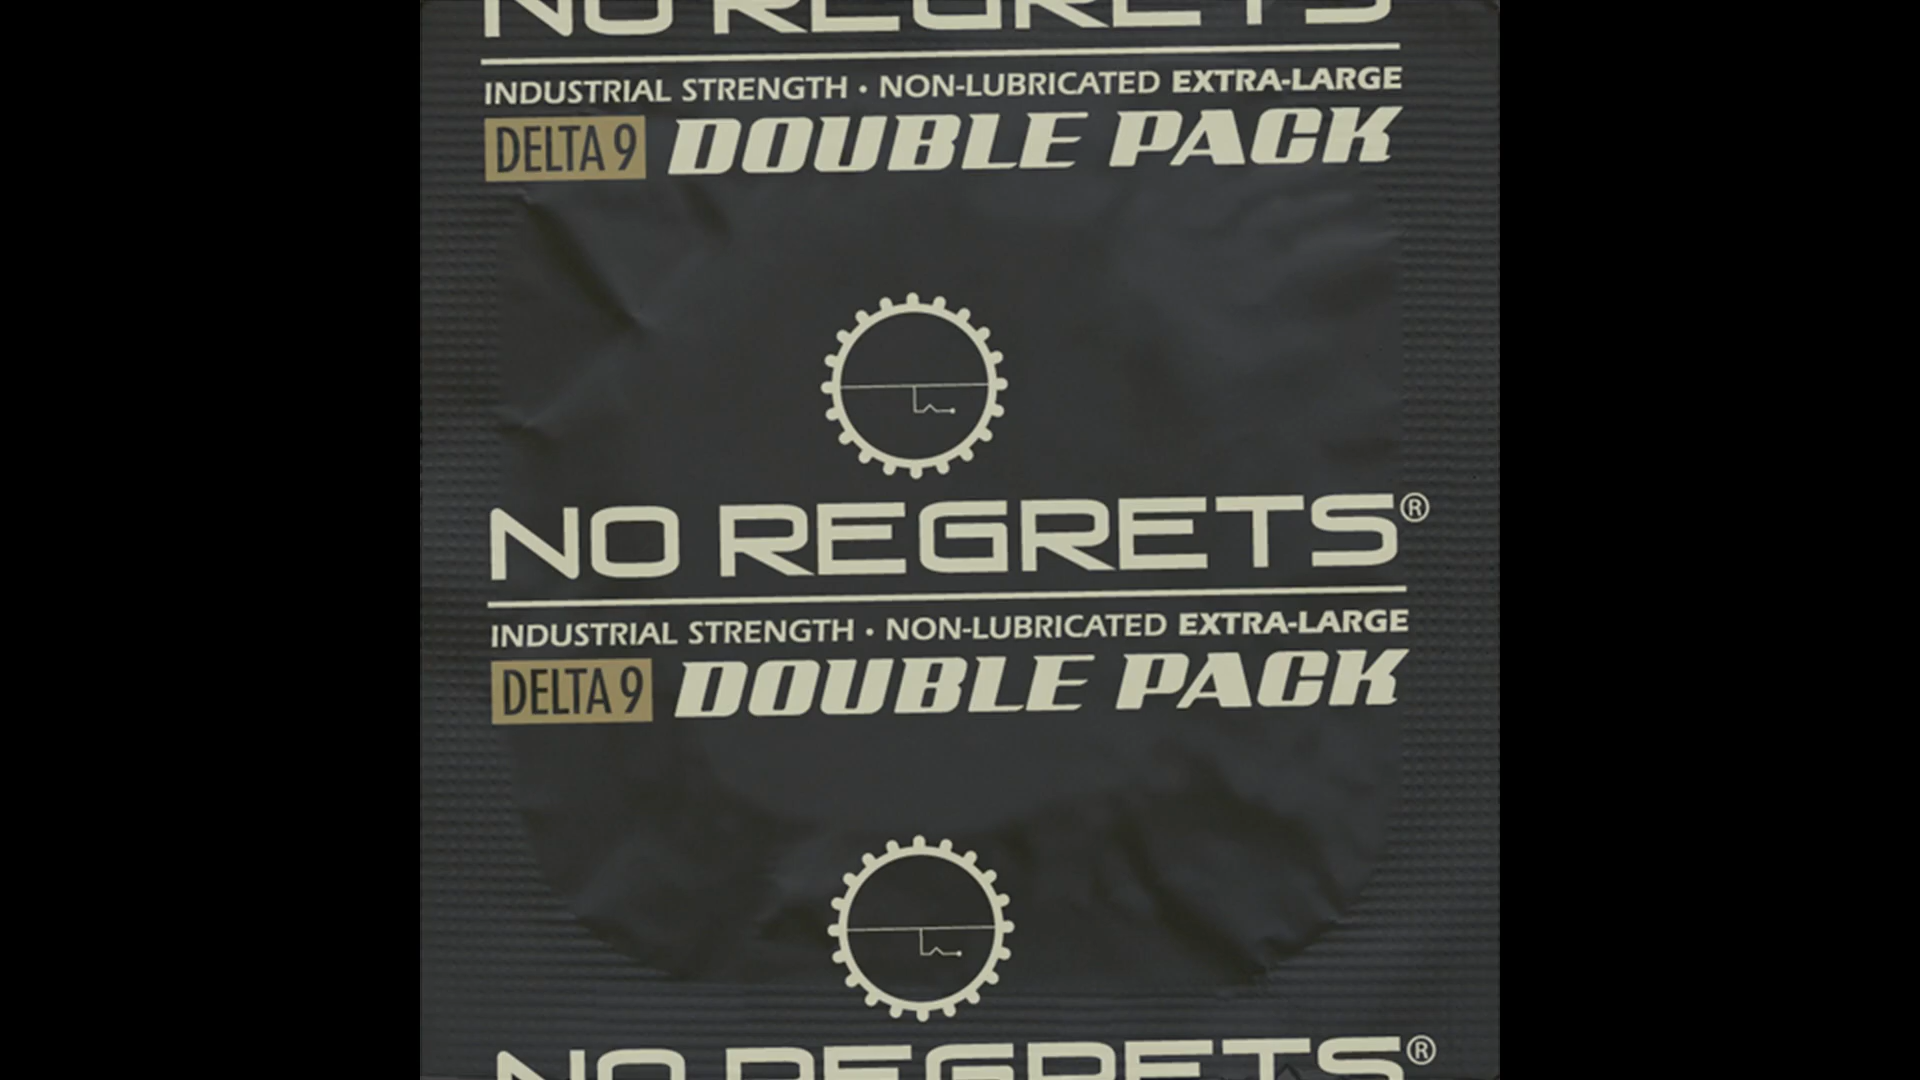 NO REGRETS
INDUSTRIAL STRENGTH • NON-LUBRICATED EXTRA-LARGE
DELTA 9 DOUBLE PACK
NO REGRETS®
INDUSTRIAL STRENGTH • NON-LUBRICATED EXTRA-LARGE
DELTA 9 DOUBLE PACK
NO REGRETS®